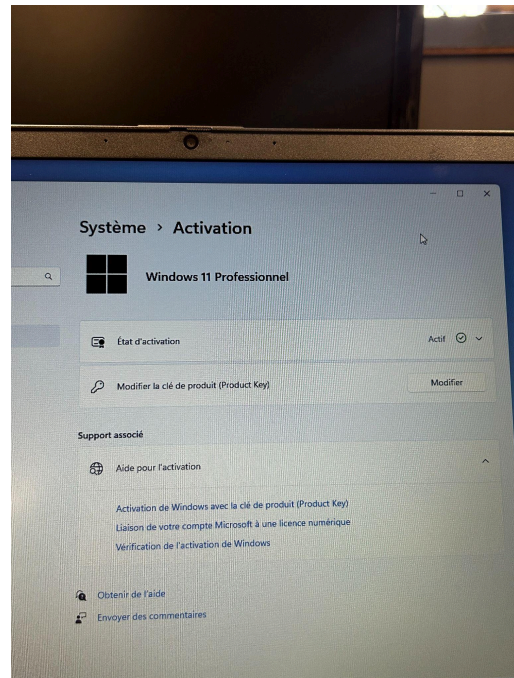 Système > Activation
Windows 11 Professionnel
État d'activation
Actif
Modifier la clé de produit (Product Key)
Modifier
Support associé
Aide pour l'activation
Activation de Windows avec la clé de produit (Product Key)
Liaison de votre compte Microsoft à une licence numérique
Vérification de l'activation de Windows
Obtenir de l'aide
Envoyer des commentaires